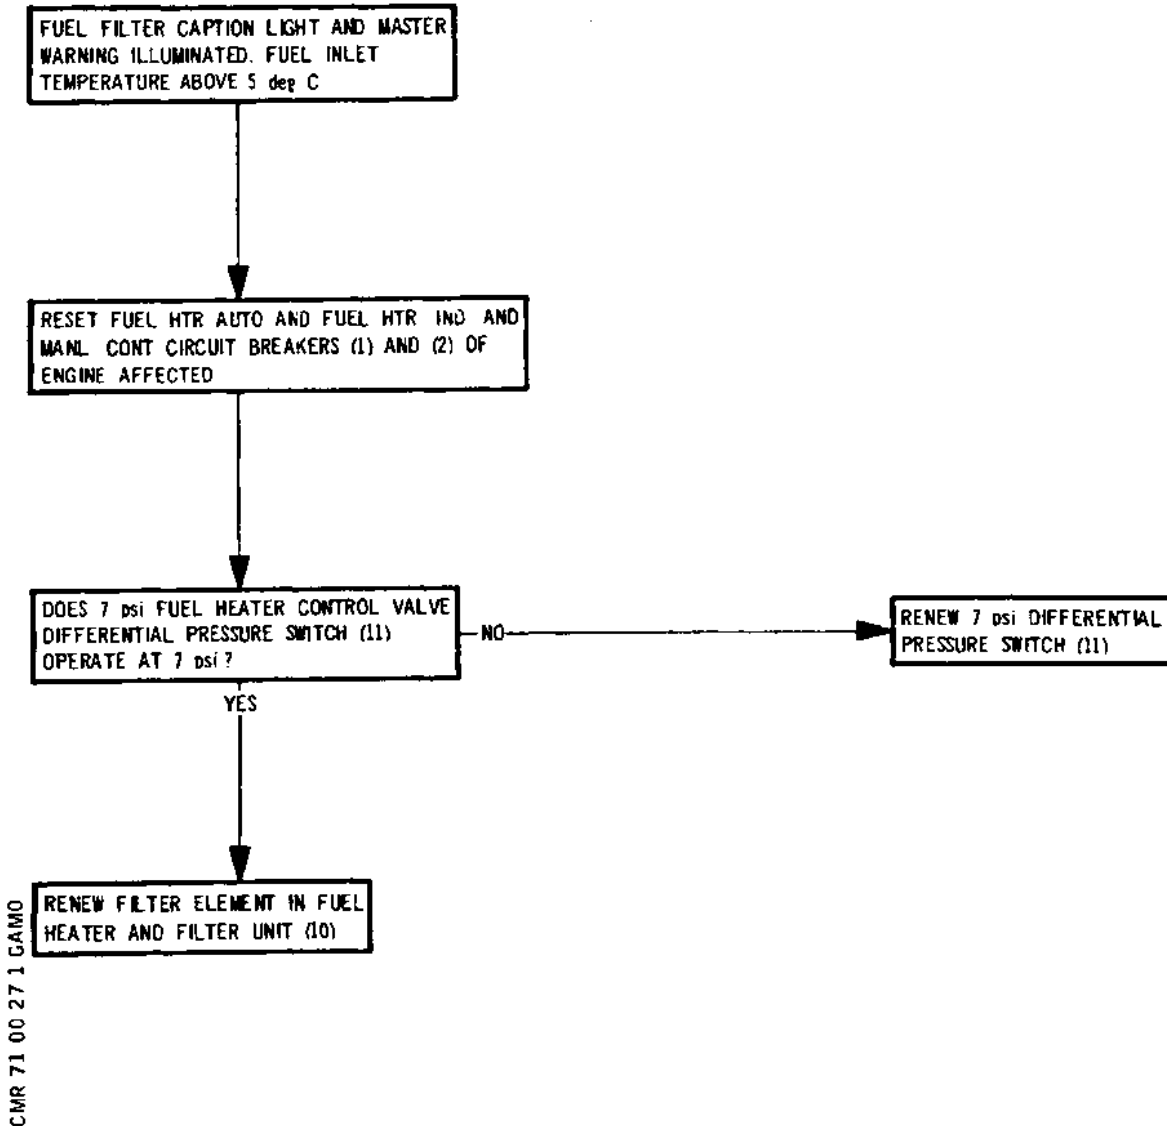 FUEL FILTER CAPTION LIGHT AND MASTER
WARNING ILLUMINATED. FUEL INLET
TEMPERATURE ABOVE 5 deg C
RESET FUEL HTR AUTO AND FUEL HTR IND AND
MANL CONT CIRCUIT BREAKERS (1) AND (2) OF
ENGINE AFFECTED
DOES 7 psi FUEL HEATER CONTROL VALVE
DIFFERENTIAL PRESSURE SWITCH (11)
OPERATE AT 7 psi?
NO
RENEW 7 psi DIFFERENTIAL
PRESSURE SWITCH (11)
YES
RENEW FILTER ELEMENT IN FUEL
HEATER AND FILTER UNIT (10)
CMR 71 00 27 1 GAMO